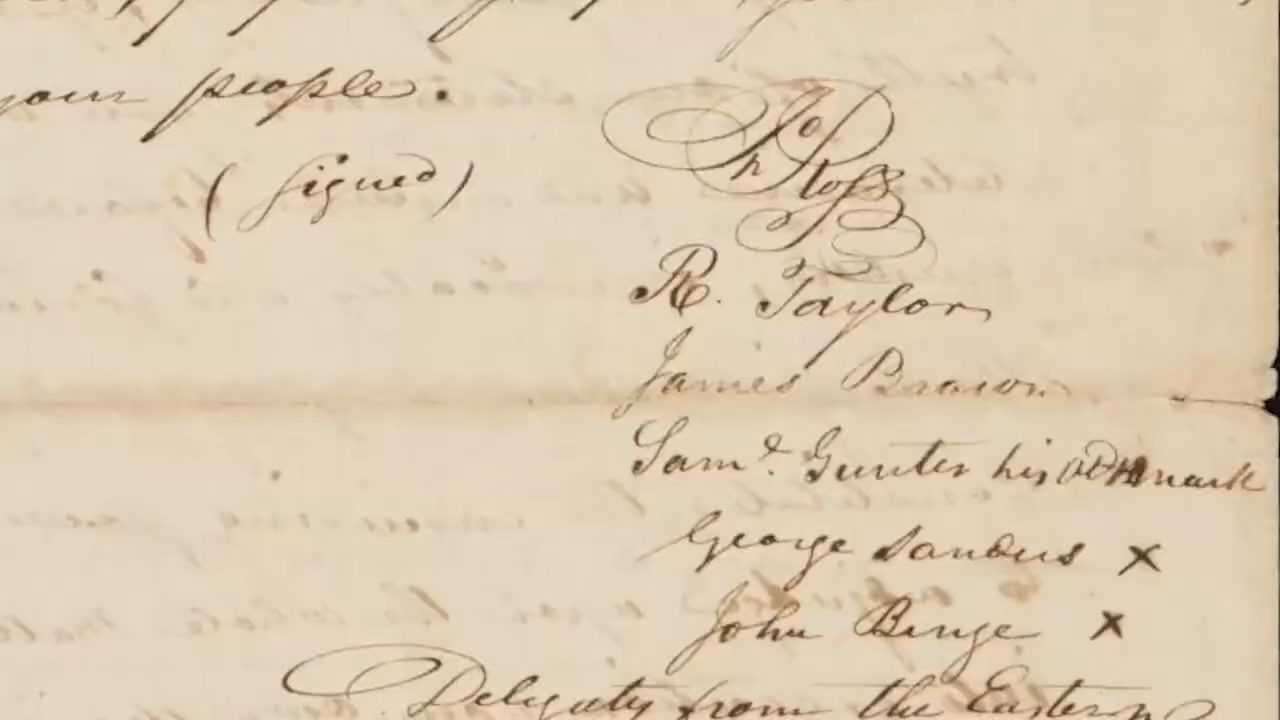 your people.
(signed)
Jno Ross
R. Taylor
James Brown
Saml. Gunter his mark
George Sanders x
John Benge x
Delegates from the Eastern